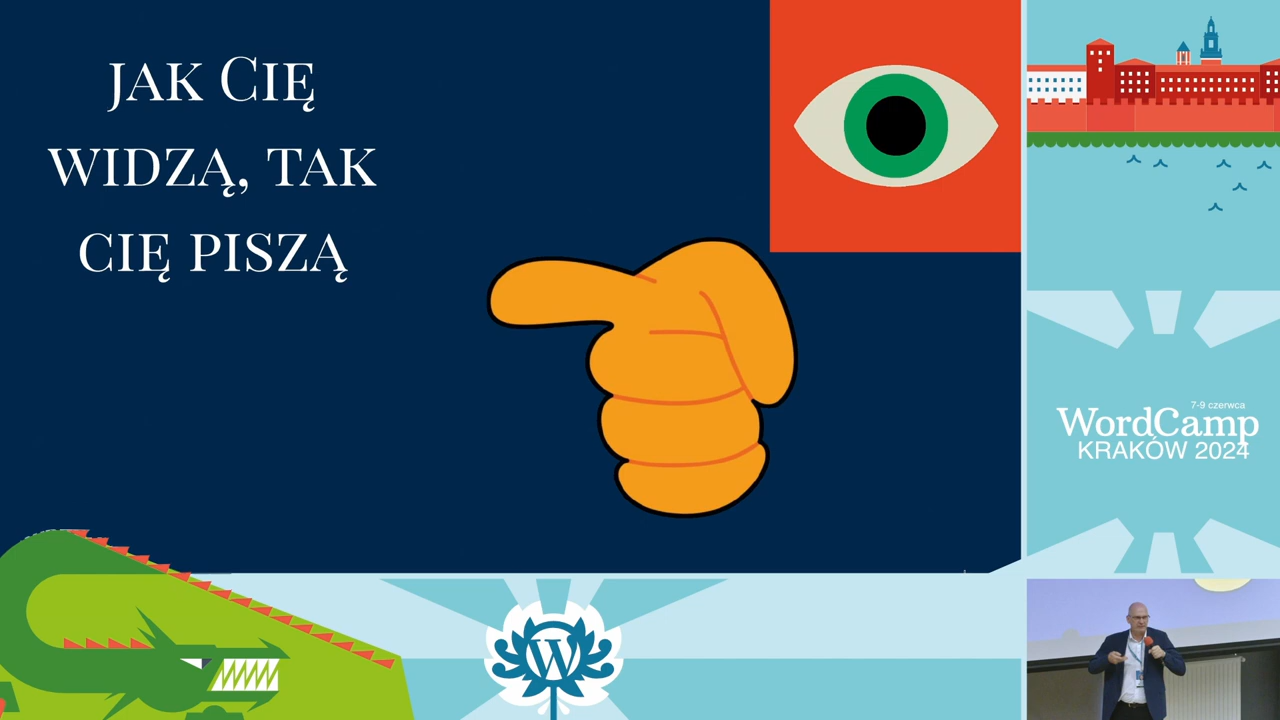 JAK CIĘ
WIDZĄ, TAK
CIĘ PISZĄ
7-9 czerwca
WordCamp
KRAKÓW 2024
W